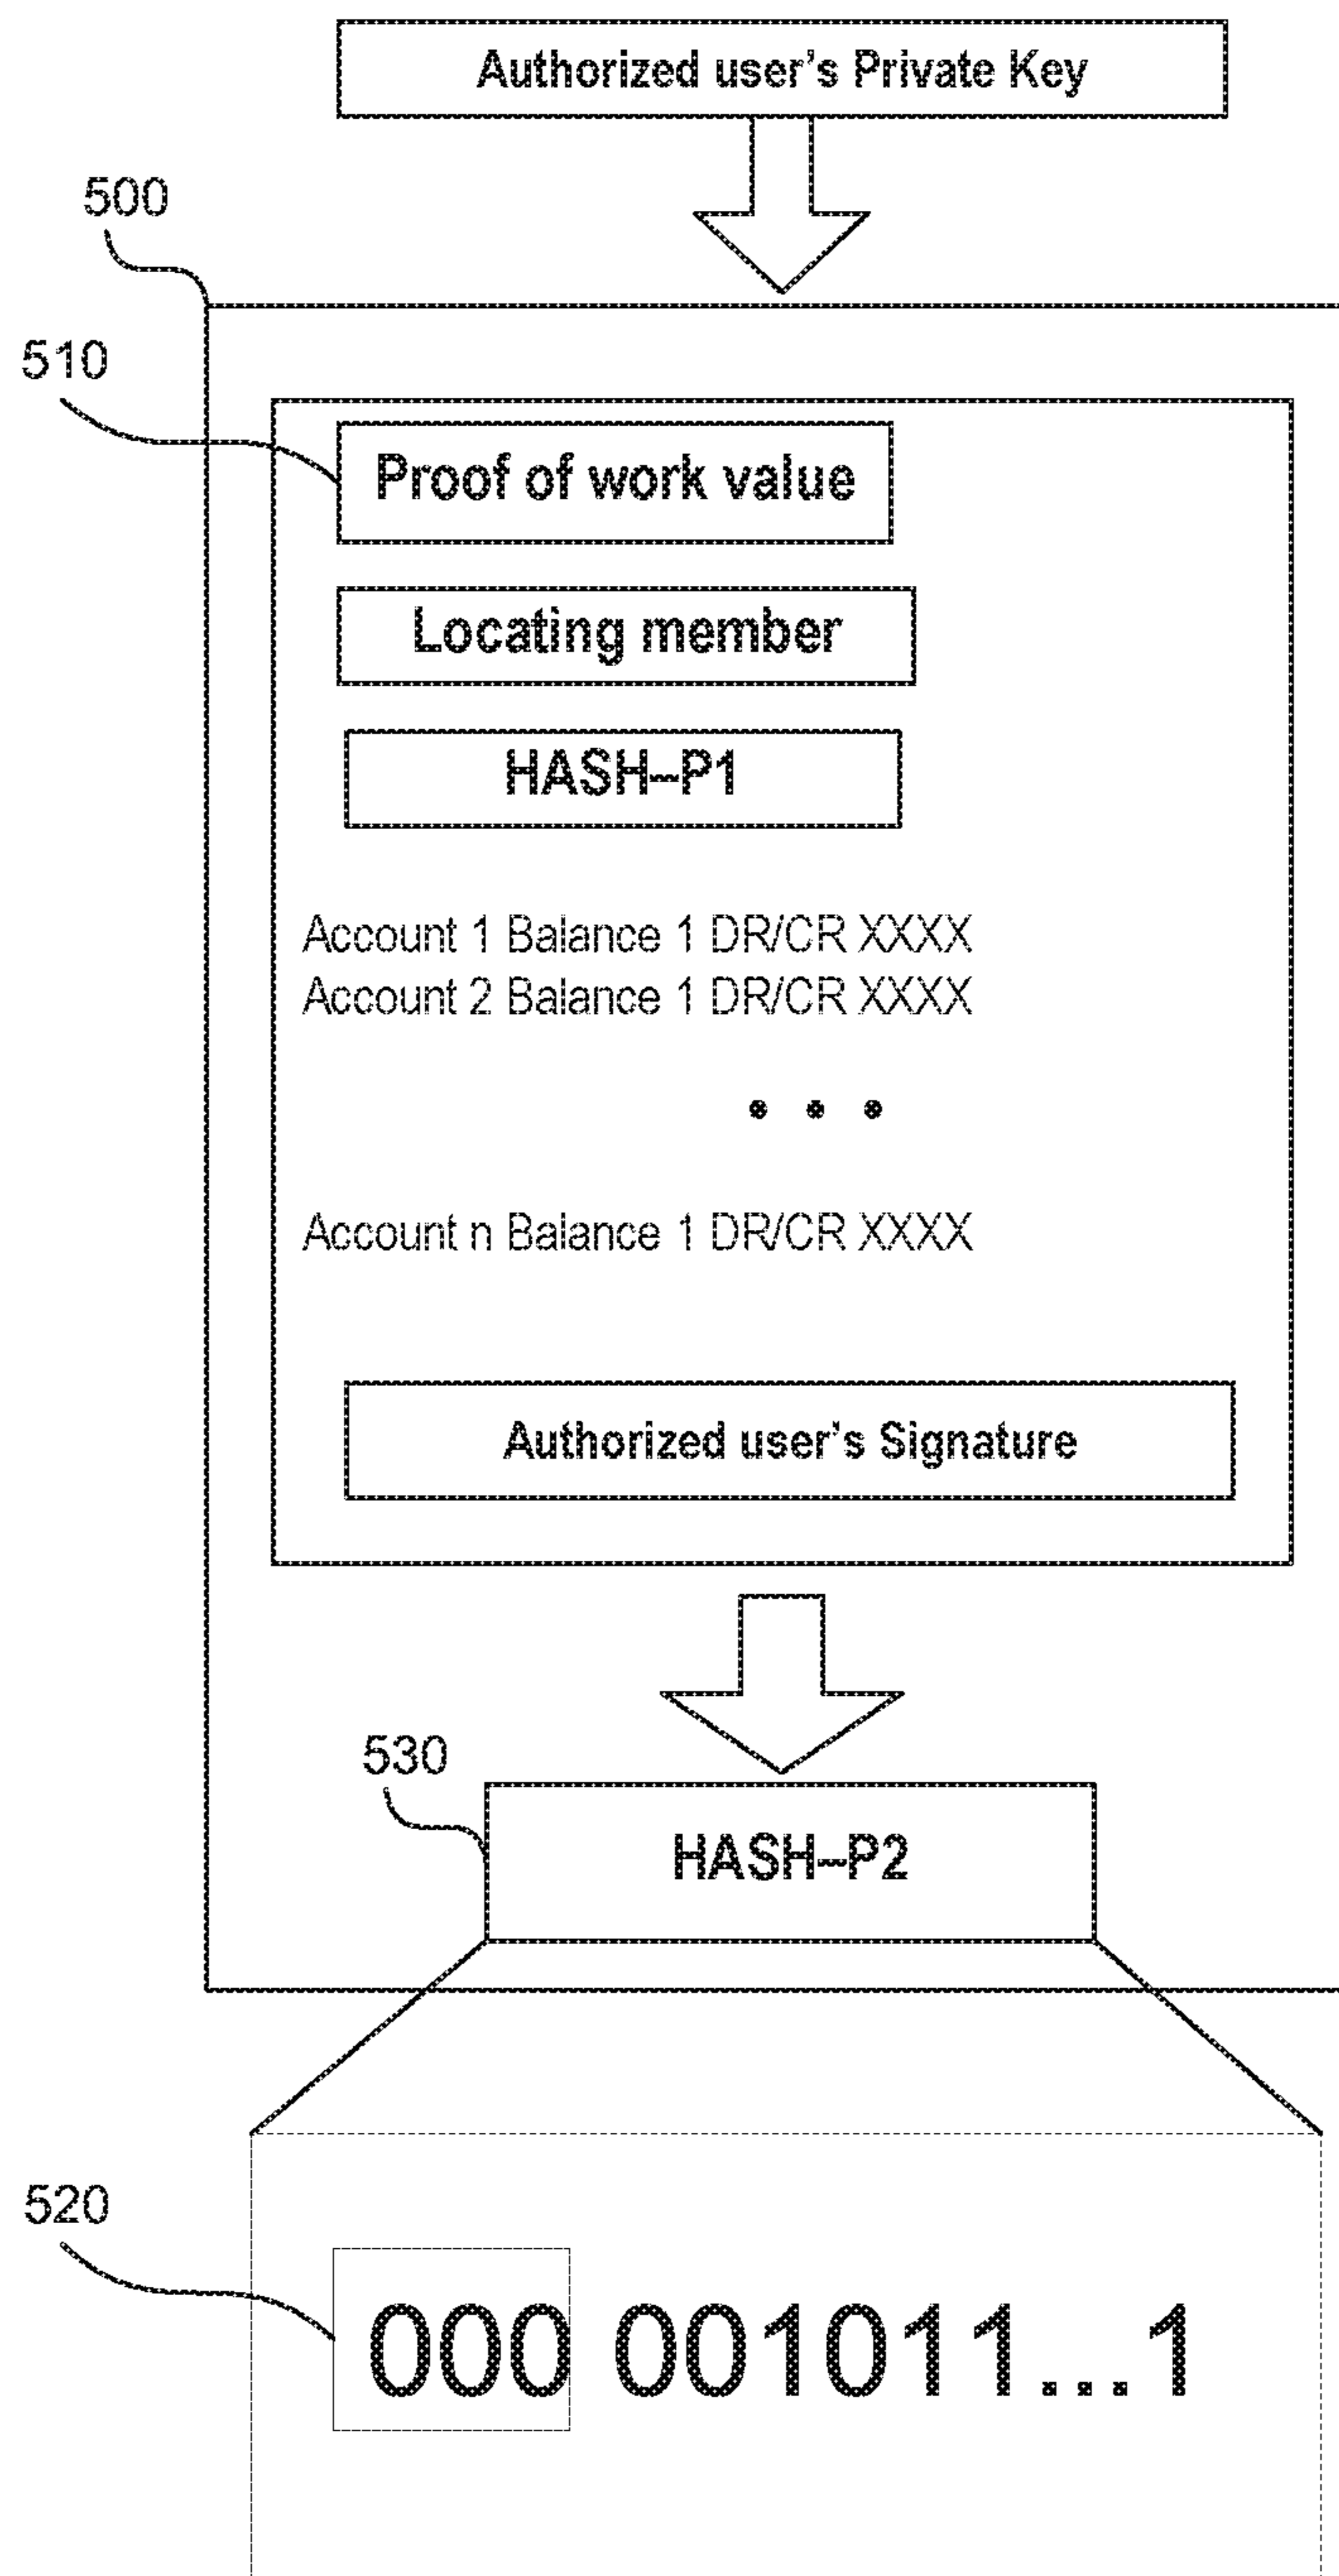 Authorized user's Private Key
500
510
Proof of work value
Locating member
HASH–P1
Account 1 Balance 1 DR/CR XXXX
Account 2 Balance 1 DR/CR XXXX
• • •
Account n Balance 1 DR/CR XXXX
Authorized user's Signature
530
HASH–P2
520
000 001011...1